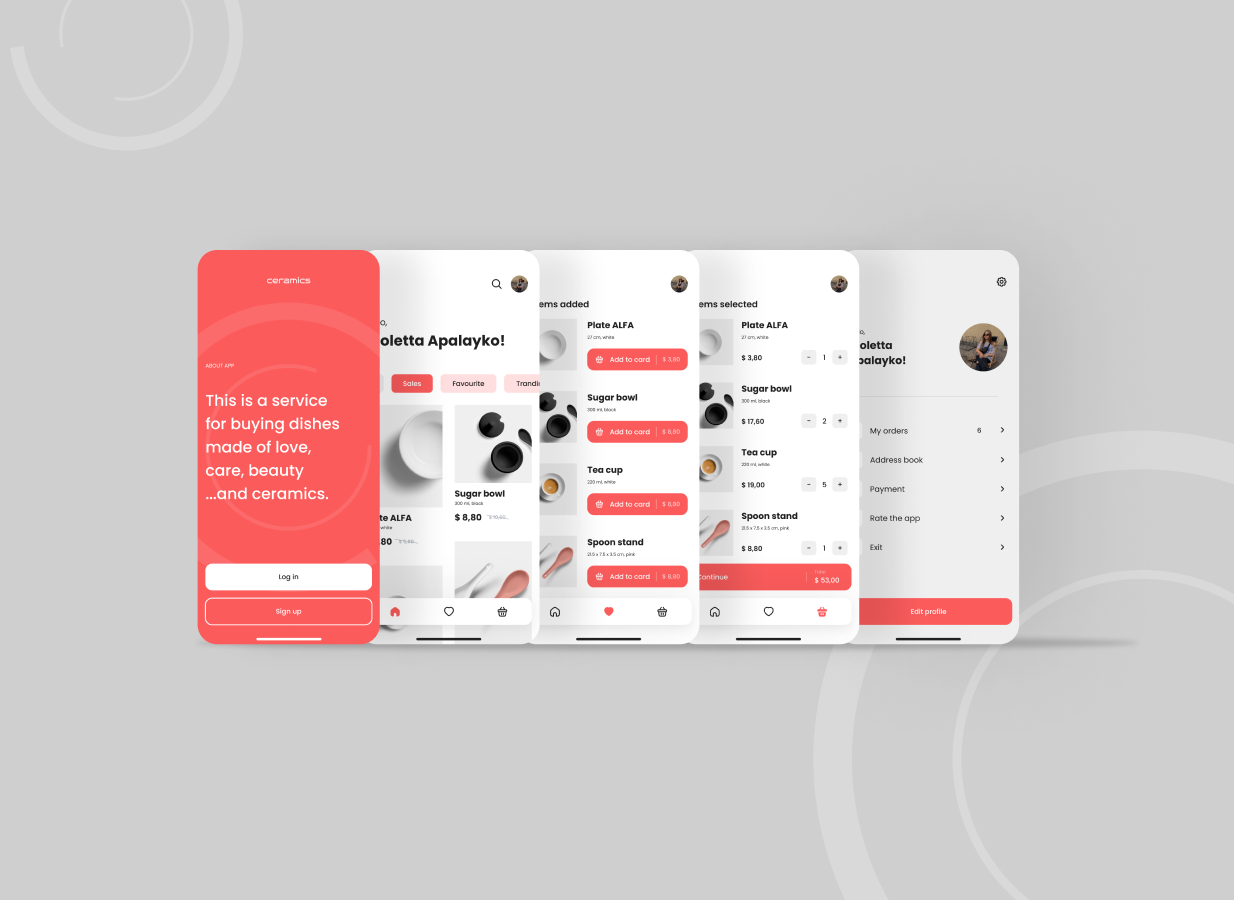 ceramics
ABOUT APP
This is a service
for buying dishes
made of love,
care, beauty
...and ceramics.
Log in
Sign up
o,
oletta Apalayko!
Sales
Favourite
Trandi
te ALFA
white
80
Sugar bowl
300 ml, black
$ 8,80
ems added
Plate ALFA
27 cm, white
Add to card
$ 3,80
Sugar bowl
300 ml, black
Add to card
$ 8,80
Tea cup
220 ml, white
Add to card
$ 8,80
Spoon stand
21.5 x 7.5 x 3.5 cm, pink
Add to card
$ 8,80
ems selected
Plate ALFA
27 cm, white
$ 3,80
- 1 +
Sugar bowl
300 ml, black
$ 17,60
- 2 +
Tea cup
220 ml, white
$ 19,00
- 5 +
Spoon stand
21.5 x 7.5 x 3.5 cm, pink
$ 8,80
- 1 +
Continue
$ 53,00
o,
oletta
palayko!
My orders
6
Address book
Payment
Rate the app
Exit
Edit profile